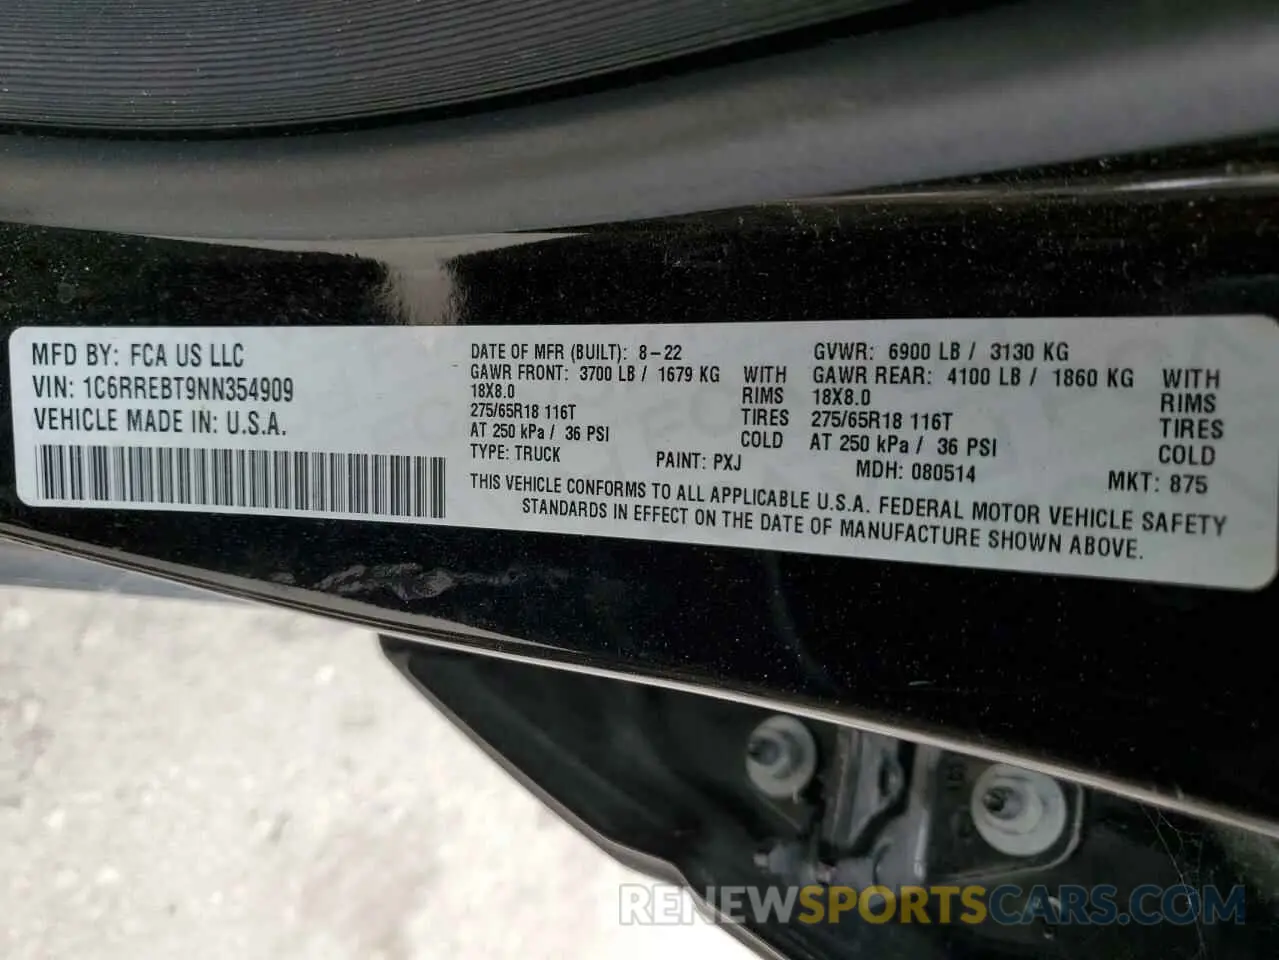 MFD BY: FCA US LLC
VIN: 1C6RREBT9NN354909
VEHICLE MADE IN: U.S.A.
DATE OF MFR (BUILT): 8-22
GAWR FRONT: 3700 LB / 1679 KG WITH
18X8.0 RIMS
275/65R18 116T TIRES
AT 250 kPa / 36 PSI COLD
TYPE: TRUCK PAINT: PXJ
GVWR: 6900 LB / 3130 KG
GAWR REAR: 4100 LB / 1860 KG WITH
18X8.0 RIMS
275/65R18 116T TIRES
AT 250 kPa / 36 PSI COLD
MDH: 080514 MKT: 875
THIS VEHICLE CONFORMS TO ALL APPLICABLE U.S.A. FEDERAL MOTOR VEHICLE SAFETY
STANDARDS IN EFFECT ON THE DATE OF MANUFACTURE SHOWN ABOVE.
RENEWSPORTSCARS.COM